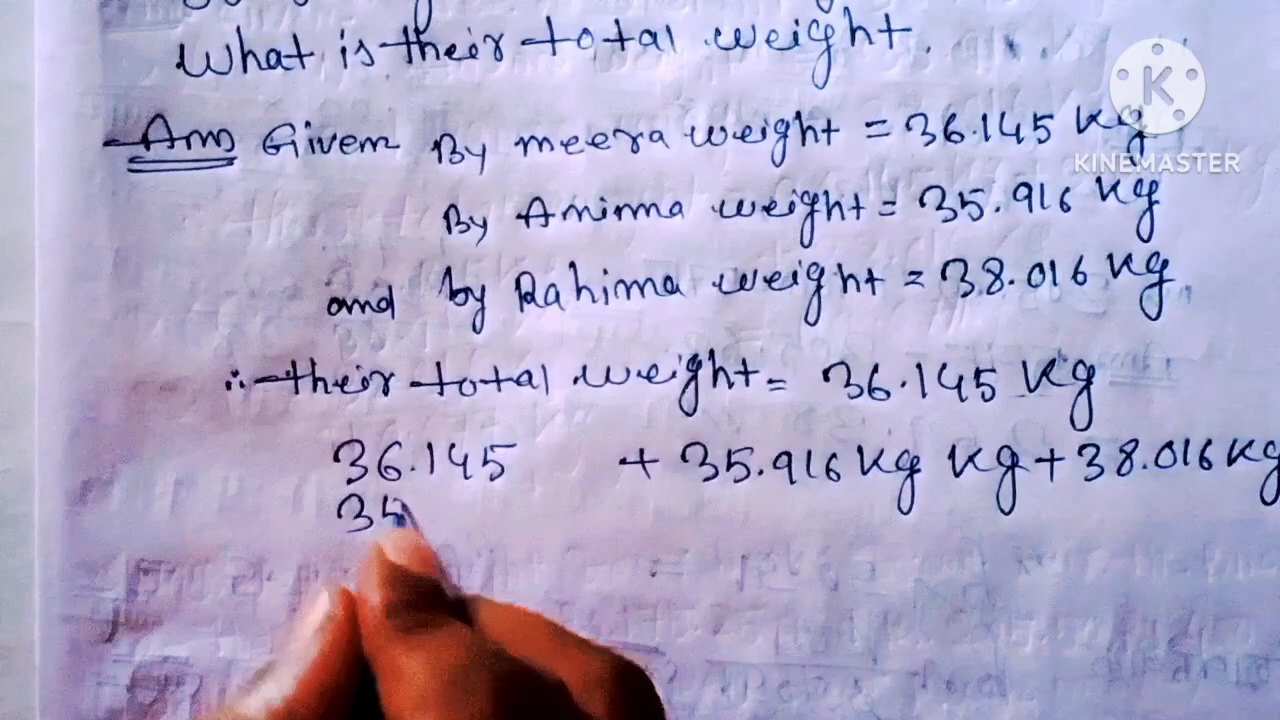 What is their total weight.
Ans Given By meera weight = 36.145 kg
By Anima weight = 35.916 kg
and by Rahima weight = 38.016 kg
∴ their total weight = 36.145 kg
36.145 + 35.916 kg kg + 38.016 kg
35
K
KINEMASTER